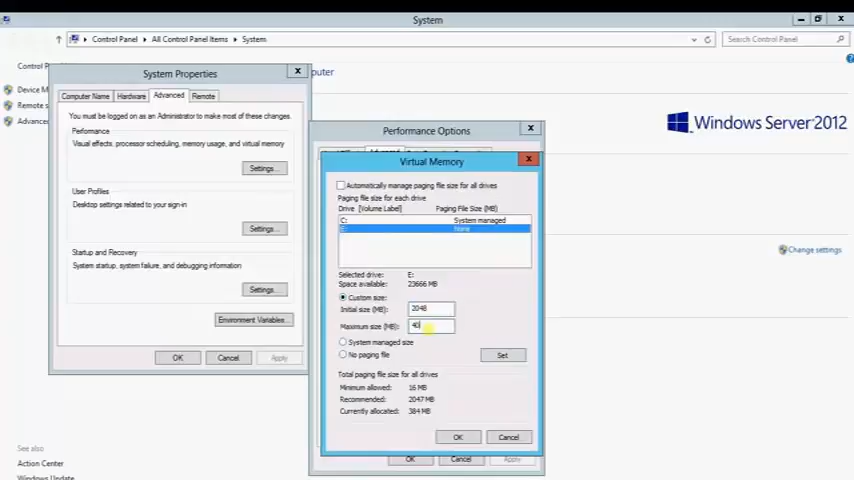 System
Control Panel
All Control Panel Items
System
Search Control Panel
Control P
Device M
Remote s
Advanc
puter
Windows Server 2012
Change settings
See also
Action Center
Windows Update
System Properties
Computer Name
Hardware
Advanced
Remote
You must be logged on as an Administrator to make most of these changes.
Performance
Visual effects, processor scheduling, memory usage, and virtual memory
Settings...
User Profiles
Desktop settings related to your sign-in
Settings...
Startup and Recovery
System startup, system failure, and debugging information
Settings...
Environment Variables...
OK
Cancel
Apply
Performance Options
Virtual Memory
Automatically manage paging file size for all drives
Paging file size for each drive
Drive [Volume Label] Paging File Size (MB)
C: System managed
E: None
Selected drive: E:
Space available: 23666 MB
Custom size:
Initial size (MB): 2048
Maximum size (MB): 40
System managed size
No paging file
Set
Total paging file size for all drives
Minimum allowed: 16 MB
Recommended: 2047 MB
Currently allocated: 384 MB
OK
Cancel
OK
Cancel
Apply